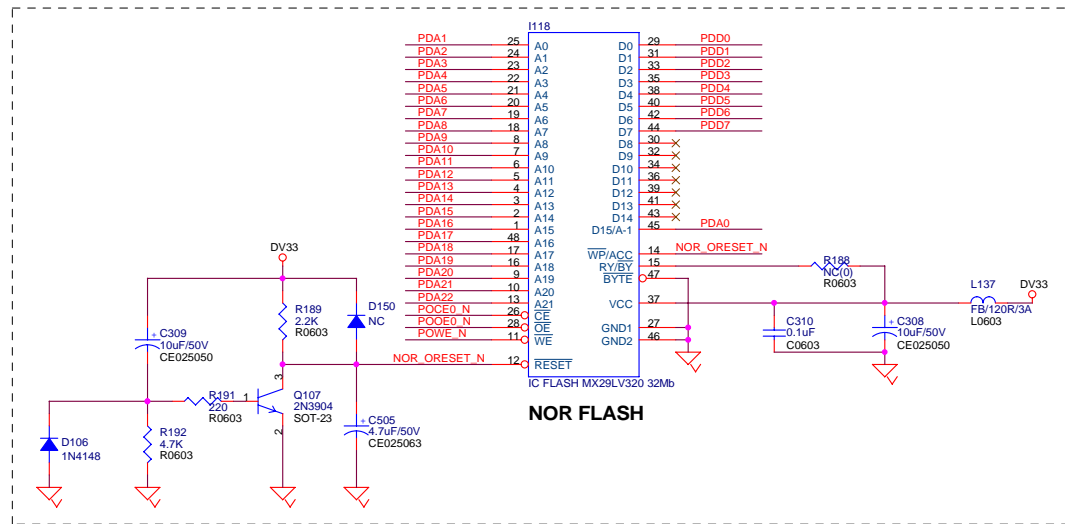 I118
PDA1 25 A0 D0 29 PDD0
PDA2 24 A1 D1 31 PDD1
PDA3 23 A2 D2 33 PDD2
PDA4 22 A3 D3 35 PDD3
PDA5 21 A4 D4 38 PDD4
PDA6 20 A5 D5 40 PDD5
PDA7 19 A6 D6 42 PDD6
PDA8 18 A7 D7 44 PDD7
PDA9 8 A8 D8 30
PDA10 7 A9 D9 32
PDA11 6 A10 D10 34
PDA12 5 A11 D11 36
PDA13 4 A12 D12 39
PDA14 3 A13 D13 41
PDA15 2 A14 D14 43
PDA16 1 A15 D15/A-1 45 PDA0
PDA17 48 A16
PDA18 17 A17 WP/ACC 14 NOR_ORESET_N
PDA19 16 A18 RY/BY 15
PDA20 9 A19 BYTE 47
PDA21 10 A20
PDA22 13 A21 VCC 37
POCE0_N 26 CE
POOE0_N 28 OE GND1 27
POWE_N 11 WE GND2 46
NOR_ORESET_N 12 RESET
IC FLASH MX29LV320 32Mb
NOR FLASH
DV33
R189
2.2K
R0603
D150
NC
C309
10uF/50V
CE025050
R191
220
R0603
1
3
2
Q107
2N3904
SOT-23
C505
4.7uF/50V
CE025063
D106
1N4148
R192
4.7K
R0603
R188
NC(0)
R0603
L137
FB/120R/3A
L0603
DV33
C310
0.1uF
C0603
C308
10uF/50V
CE025050